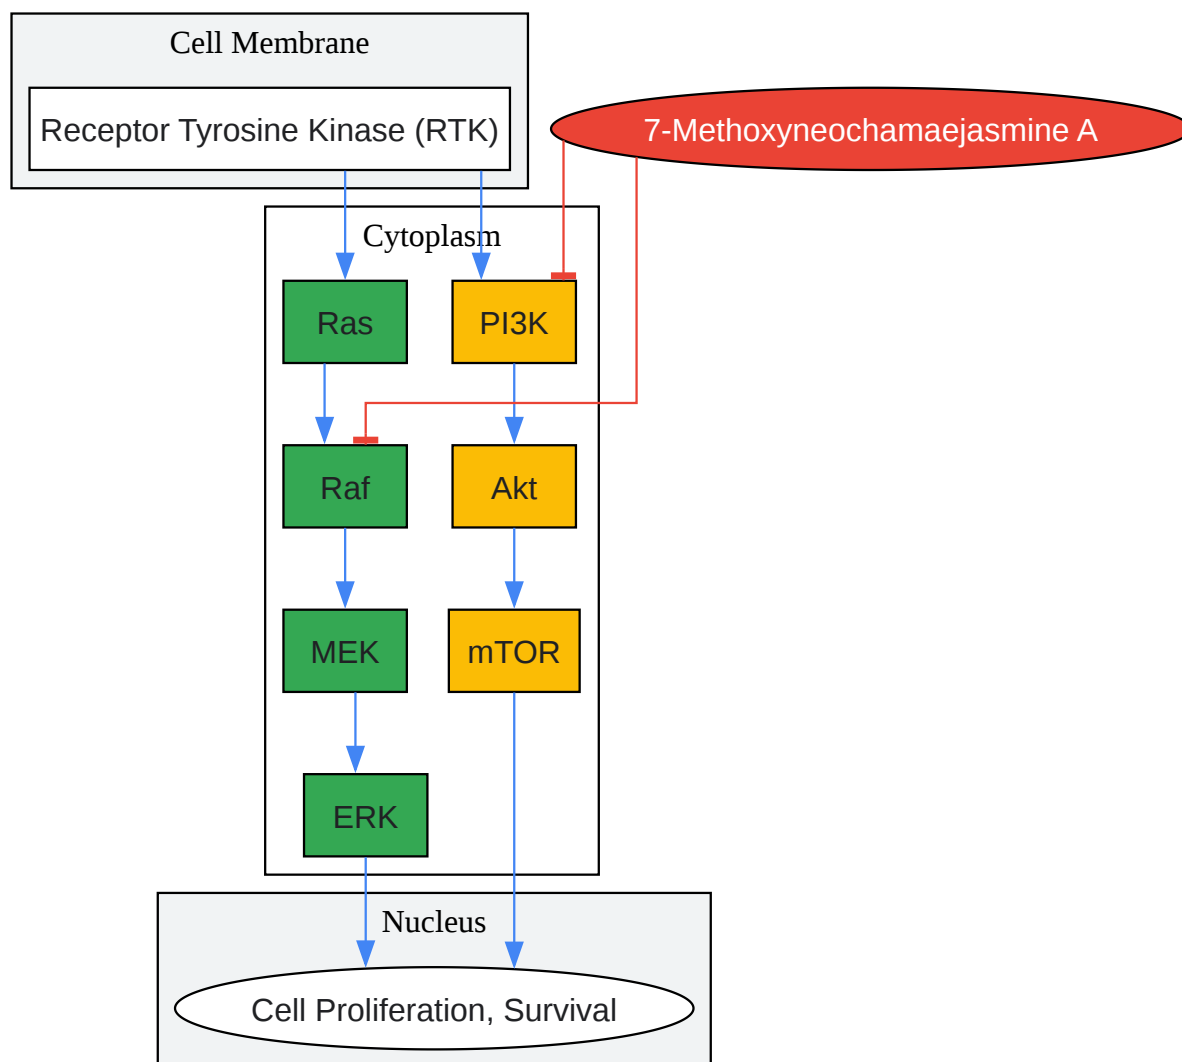 Cell Membrane
Receptor Tyrosine Kinase (RTK)
7-Methoxyneochamaejasmine A
Cytoplasm
Ras
PI3K
Raf
Akt
MEK
mTOR
ERK
Nucleus
Cell Proliferation, Survival